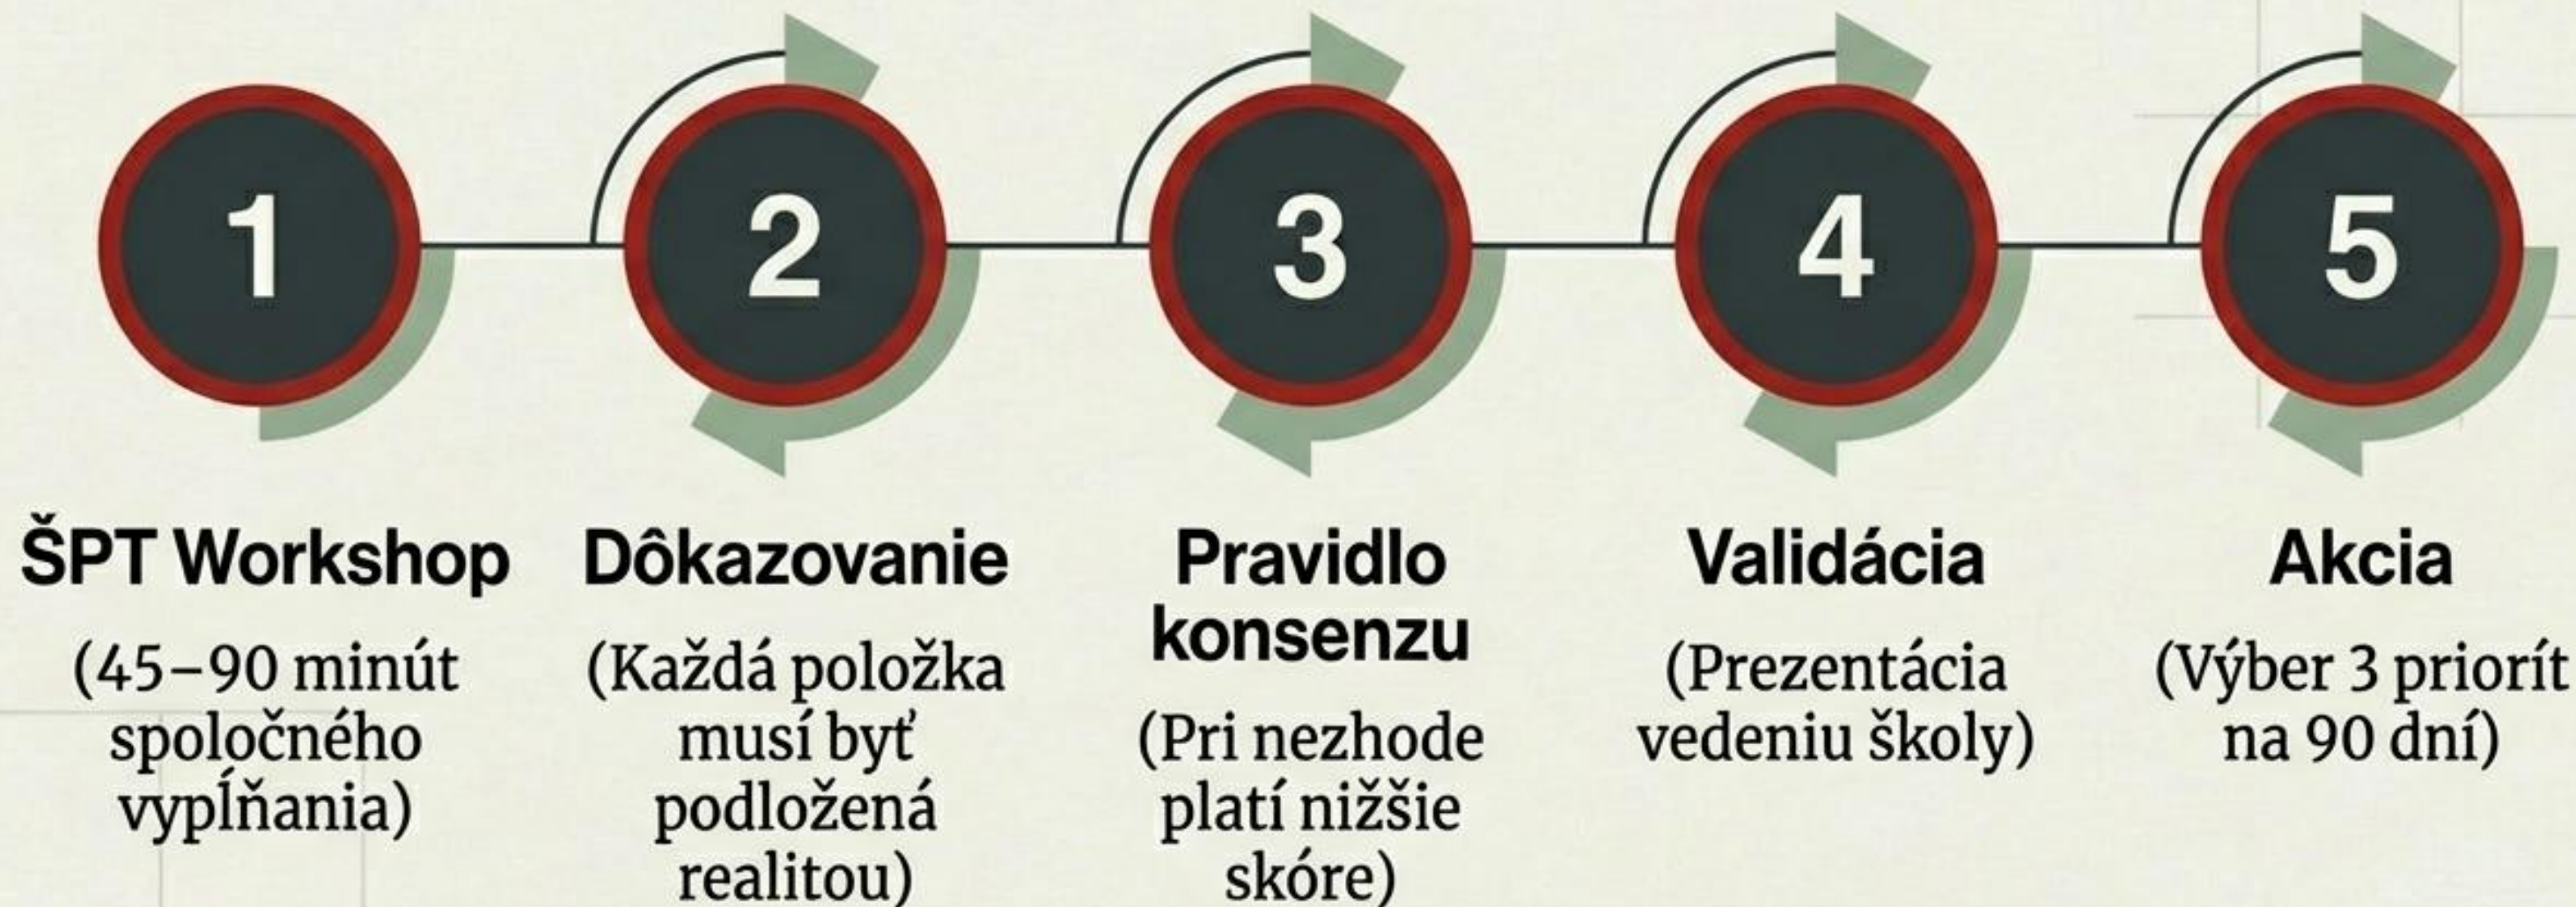 1
2
3
4
5
ŠPT Workshop
(45–90 minút
spoločného
vypĺňania)
Dôkazovanie
(Každá položka
musí byť
podložená
realitou)
Pravidlo
konsenzu
(Pri nezhode
platí nižšie
skóre)
Validácia
(Prezentácia
vedeniu školy)
Akcia
(Výber 3 priorít
na 90 dní)